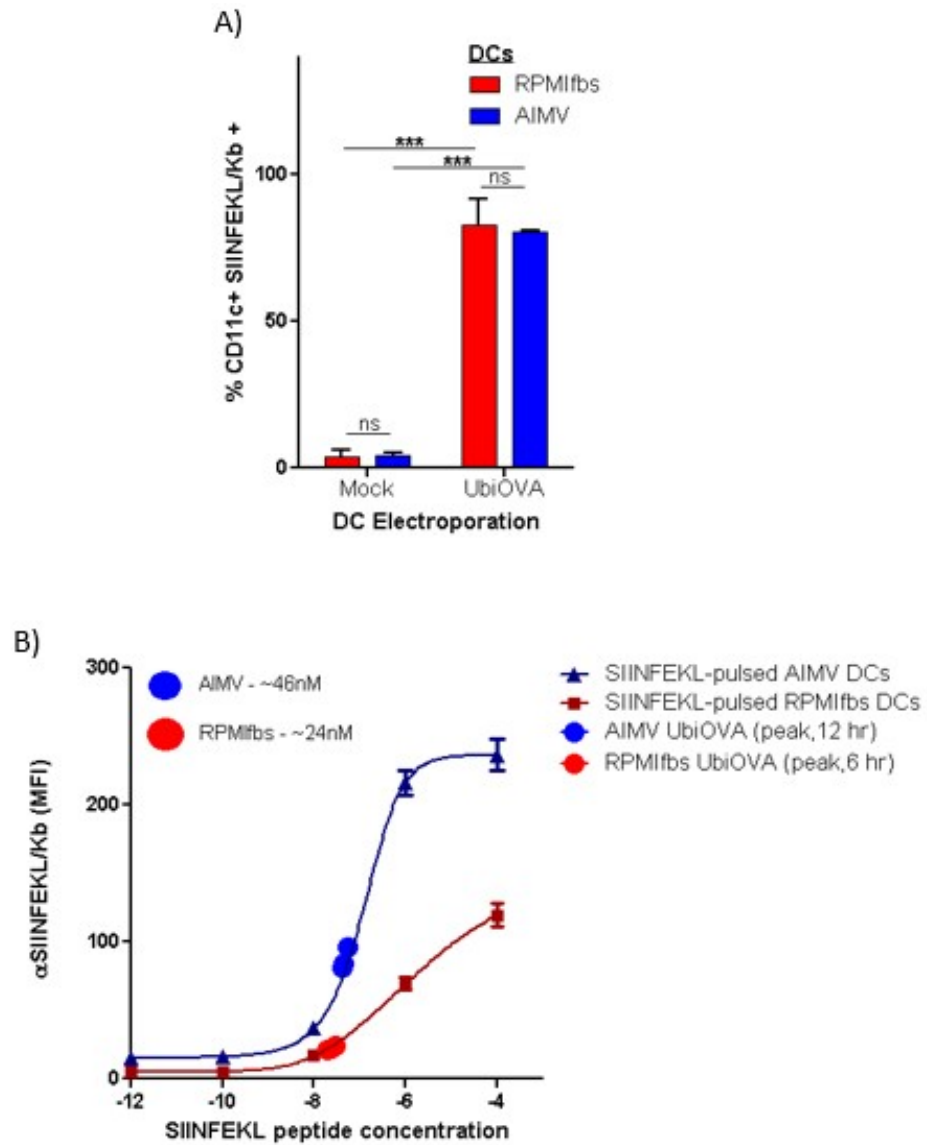 A)
DCs
RPMIfbs
AIMV
***
***
ns
ns
% CD11c+ SIINFEKL/Kb +
100
50
0
Mock UbiOVA
DC Electroporation
B)
AIMV - ~46nM
RPMIfbs - ~24nM
SIINFEKL-pulsed AIMV DCs
SIINFEKL-pulsed RPMIfbs DCs
AIMV UbiOVA (peak,12 hr)
RPMIfbs UbiOVA (peak,6 hr)
αSIINFEKL/Kb (MFI)
300
200
100
0
-12 -10 -8 -6 -4
SIINFEKL peptide concentration